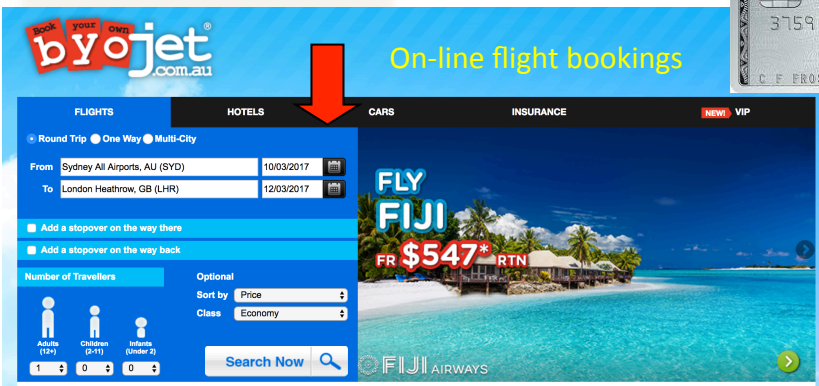 Book your own
byojet®
.com.au
On-line flight bookings
3759
C F FROS
FLIGHTS HOTELS CARS INSURANCE NEW! VIP
Round Trip One Way Multi-City
From Sydney All Airports, AU (SYD) 10/03/2017
To London Heathrow, GB (LHR) 12/03/2017
Add a stopover on the way there
Add a stopover on the way back
Number of Travellers
Adults (12+)
Children (2-11)
Infants (Under 2)
1 0 0
Optional
Sort by Price
Class Economy
Search Now
FLY
FIJI
FR $547* RTN
FIJI AIRWAYS